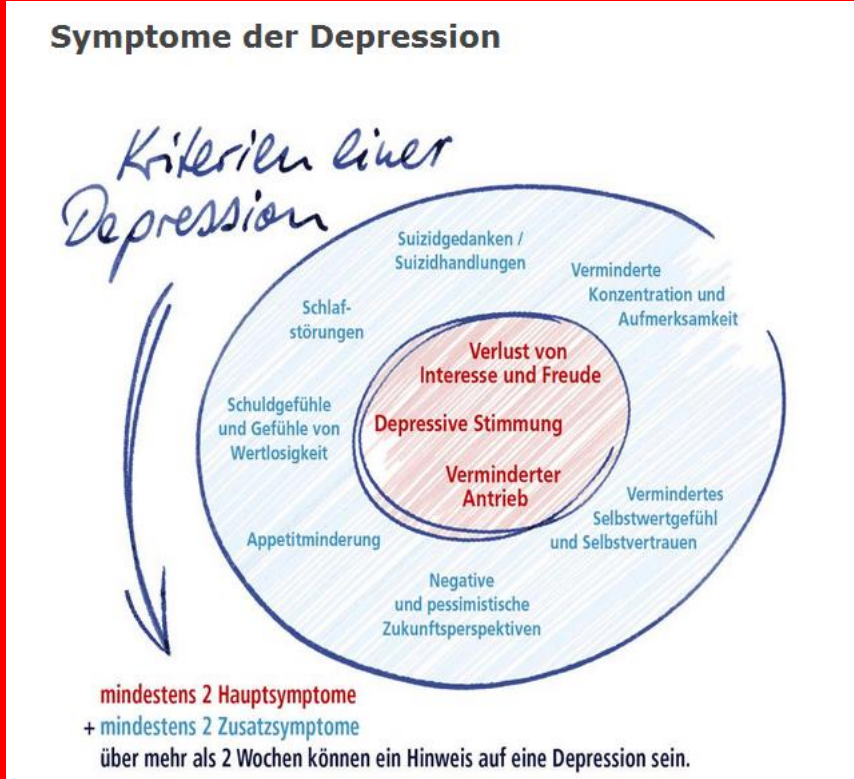 Symptome der Depression
Kriterien einer
Depression
Suizidgedanken /
Suizidhandlungen
Verminderte
Konzentration und
Aufmerksamkeit
Schlaf-
störungen
Verlust von
Interesse und Freude
Schuldgefühle
und Gefühle von
Wertlosigkeit
Depressive Stimmung
Verminderter
Antrieb
Vermindertes
Selbstwertgefühl
und Selbstvertrauen
Appetitminderung
Negative
und pessimistische
Zukunftsperspektiven
mindestens 2 Hauptsymptome
+ mindestens 2 Zusatzsymptome
über mehr als 2 Wochen können ein Hinweis auf eine Depression sein.